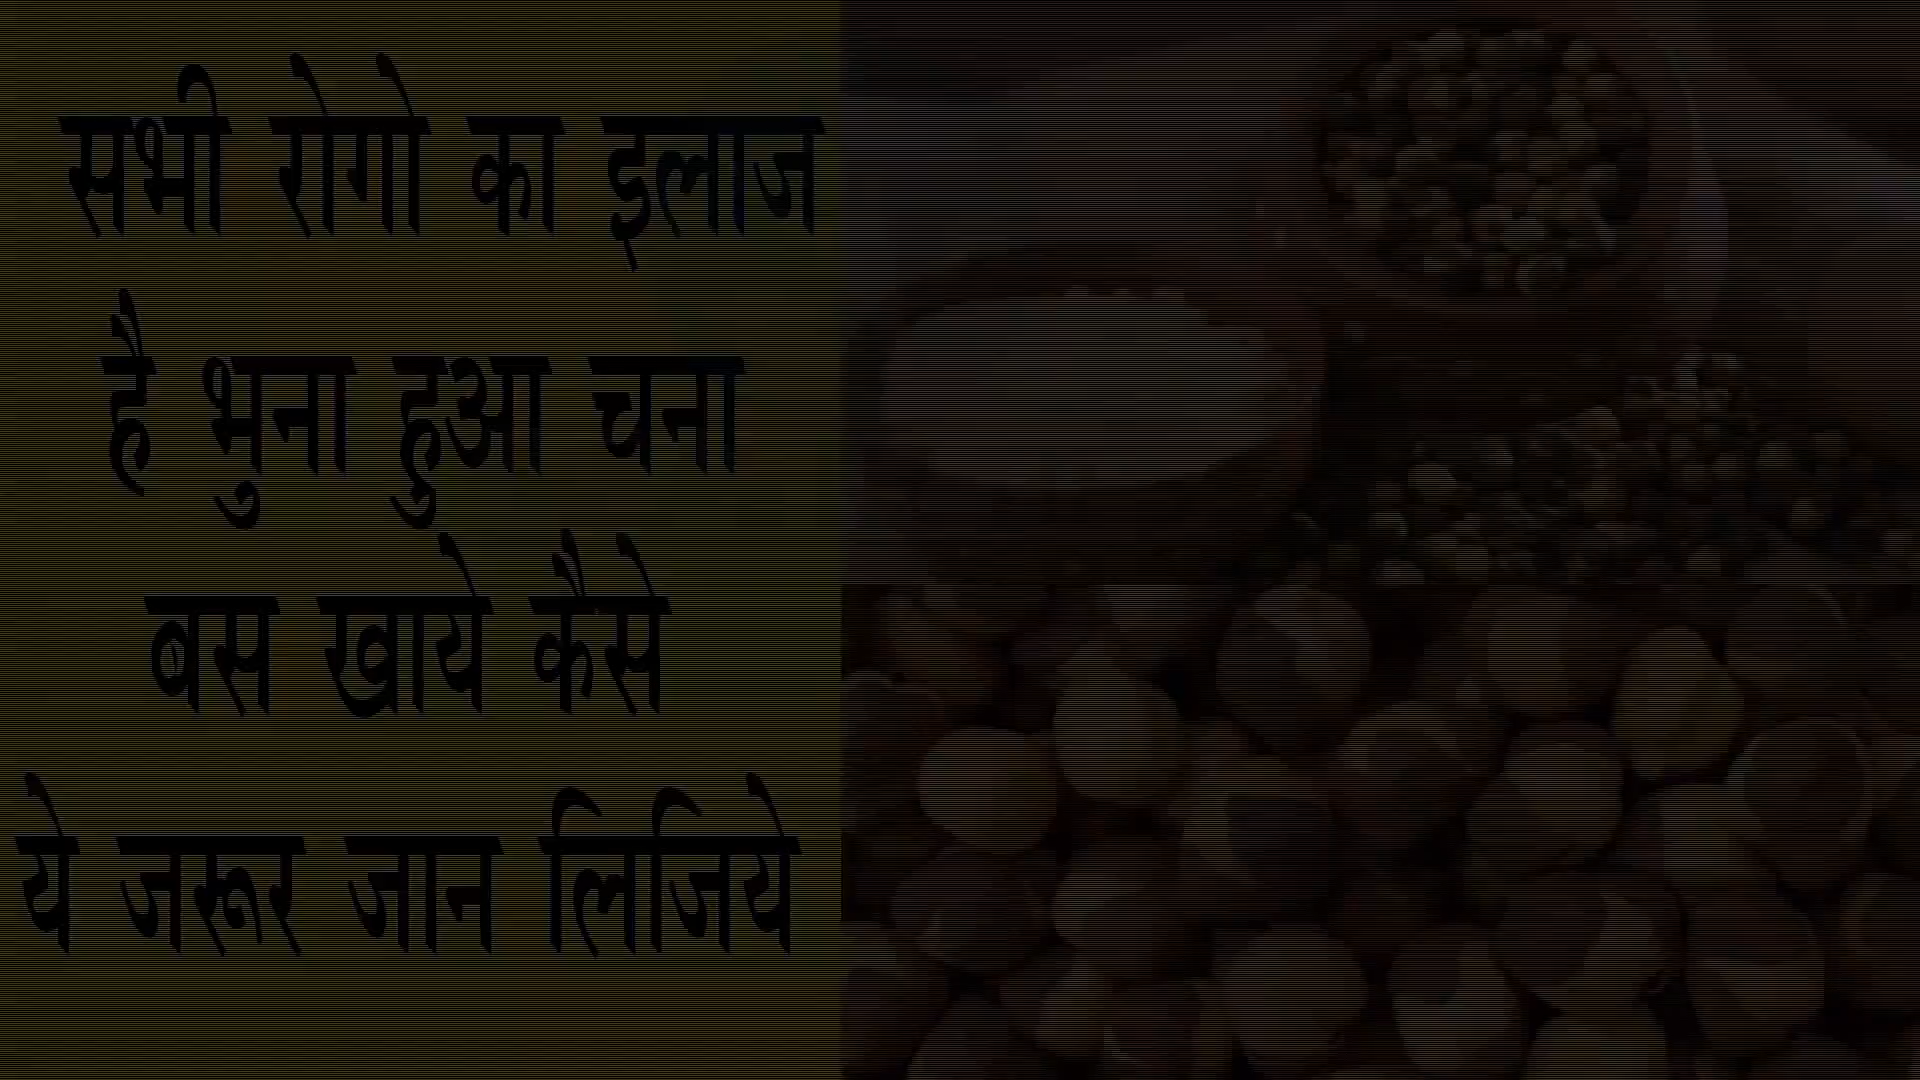 सभी रोगो का इलाज
है भुना हुआ चना
बस खाये कैसे
ये जरूर जान लिजिये